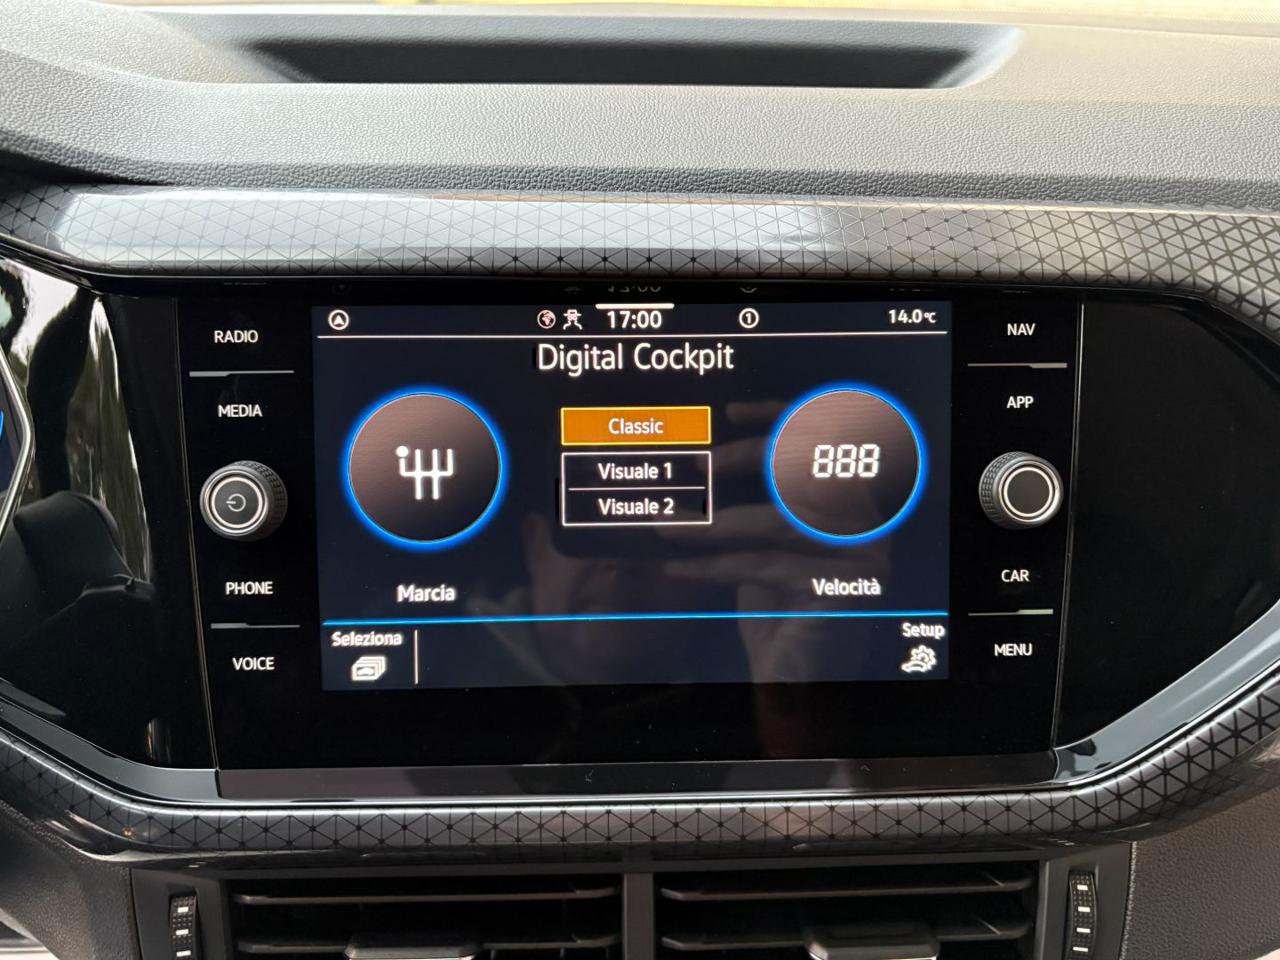 RADIO
MEDIA
PHONE
VOICE
17:00
1
14.0°C
Digital Cockpit
Classic
Visuale 1
Visuale 2
888
Marcia
Velocità
Seleziona
Setup
NAV
APP
CAR
MENU